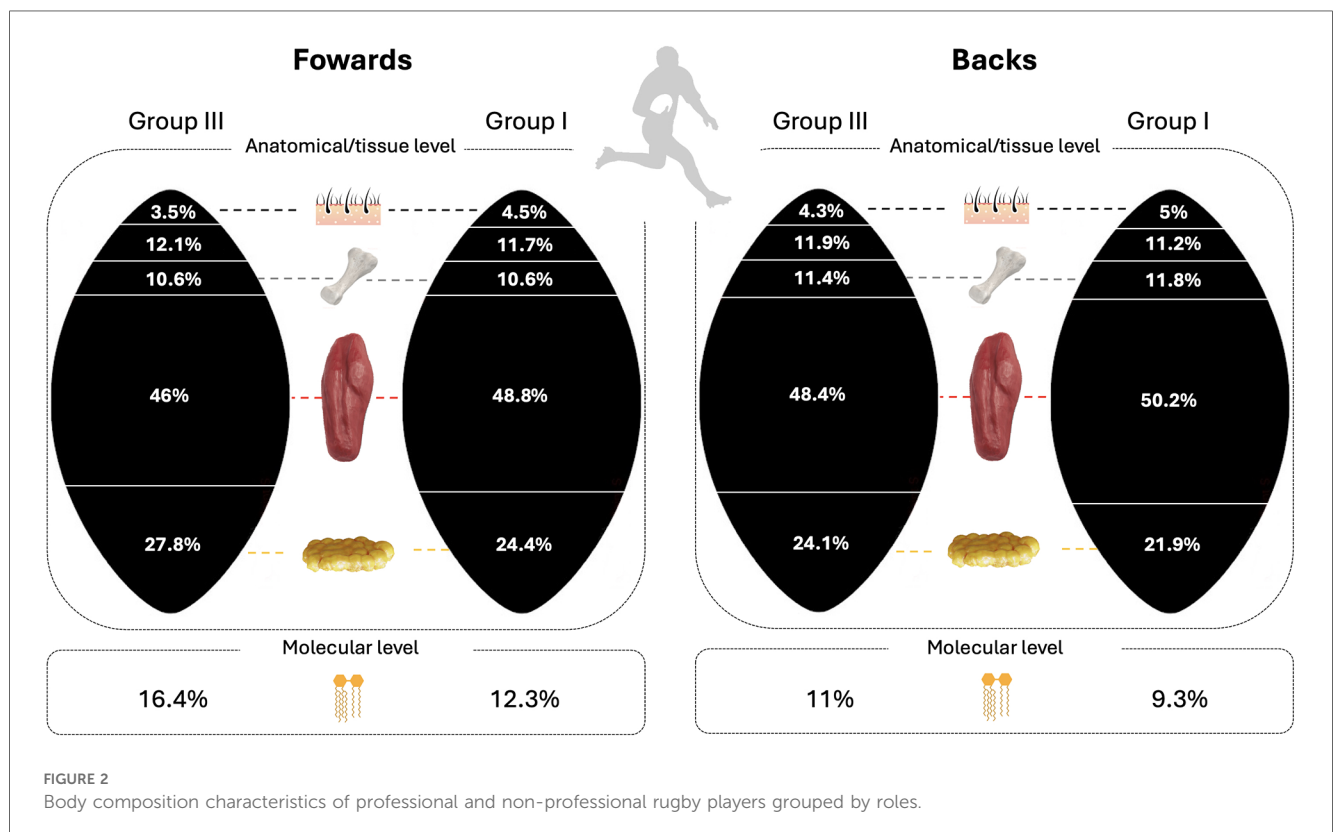 Fowards
Backs
Group III
Group I
Group III
Group I
Anatomical/tissue level
Anatomical/tissue level
3.5%
4.5%
4.3%
5%
12.1%
11.7%
11.9%
11.2%
10.6%
10.6%
11.4%
11.8%
46%
48.8%
48.4%
50.2%
27.8%
24.4%
24.1%
21.9%
Molecular level
Molecular level
16.4%
12.3%
11%
9.3%
FIGURE 2
Body composition characteristics of professional and non-professional rugby players grouped by roles.